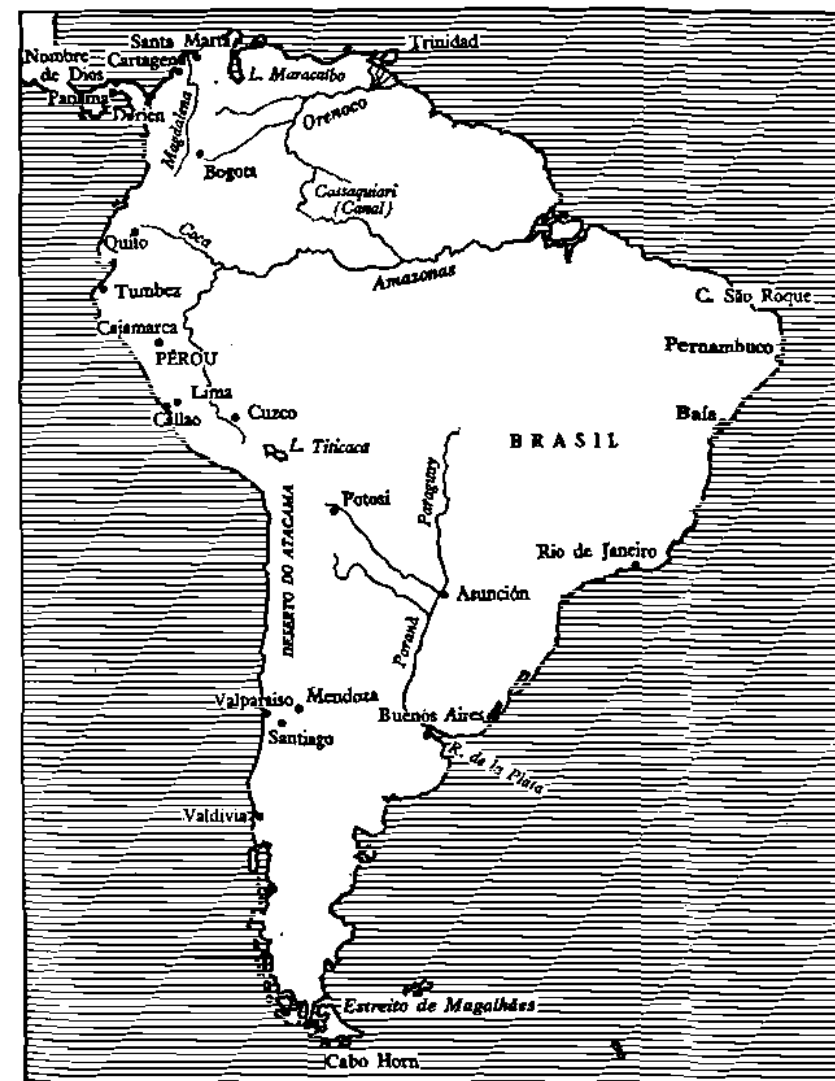 Santa Marta
Trinidad
Nombre
de Dios
Cartagena
L. Maracaibo
Panama
Darien
Magdalena
Orenoco
Bogota
Cassaquiari
(Canal)
Quito
Coca
Amazonas
Tumbez
C. São Roque
Cajamarca
PÉROU
Pernambuco
Lima
Callao
Cuzco
Baía
BRASIL
L. Titicaca
Paraguay
Potosi
DESERTO DO ATACAMA
Rio de Janeiro
Asunción
Paraná
Valparaiso
Mendoza
Buenos Aires
Santiago
R. de la Plata
Valdivia
Estreito de Magalhães
Cabo Horn